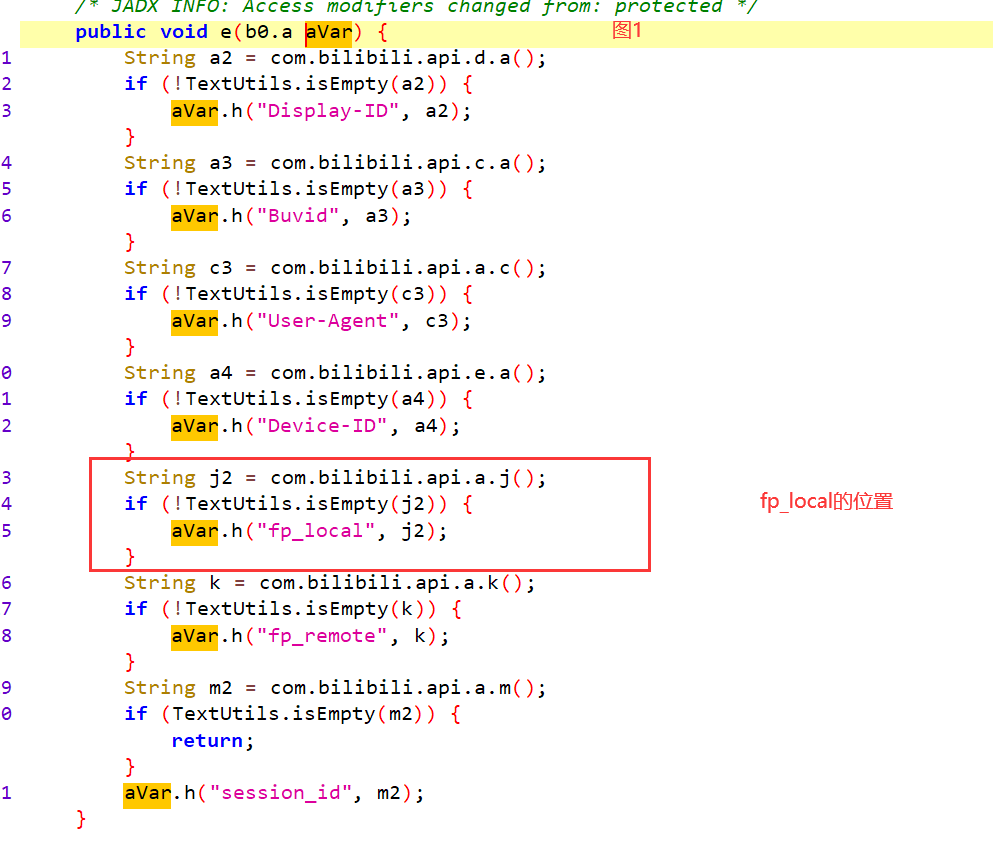 /* JADX INFO: Access modifiers changed from: protected */
public void e(b0.a aVar) {
图1
1 String a2 = com.bilibili.api.d.a();
2 if (!TextUtils.isEmpty(a2)) {
3 aVar.h("Display-ID", a2);
}
4 String a3 = com.bilibili.api.c.a();
5 if (!TextUtils.isEmpty(a3)) {
6 aVar.h("Buvid", a3);
}
7 String c3 = com.bilibili.api.a.c();
8 if (!TextUtils.isEmpty(c3)) {
9 aVar.h("User-Agent", c3);
}
0 String a4 = com.bilibili.api.e.a();
1 if (!TextUtils.isEmpty(a4)) {
2 aVar.h("Device-ID", a4);
}
3 String j2 = com.bilibili.api.a.j();
4 if (!TextUtils.isEmpty(j2)) {
fp_local的位置
5 aVar.h("fp_local", j2);
}
6 String k = com.bilibili.api.a.k();
7 if (!TextUtils.isEmpty(k)) {
8 aVar.h("fp_remote", k);
}
9 String m2 = com.bilibili.api.a.m();
0 if (TextUtils.isEmpty(m2)) {
return;
}
1 aVar.h("session_id", m2);
}